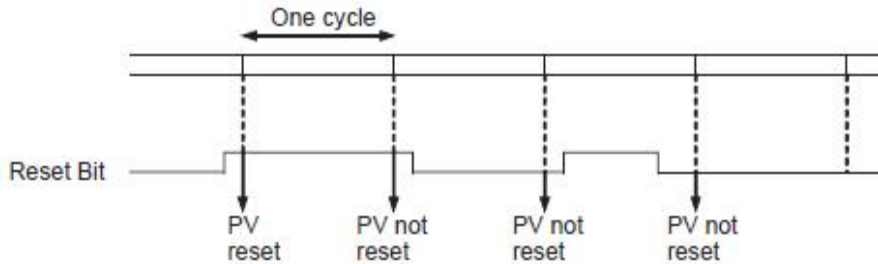 One cycle
Reset Bit
PV
reset
PV not
reset
PV not
reset
PV not
reset